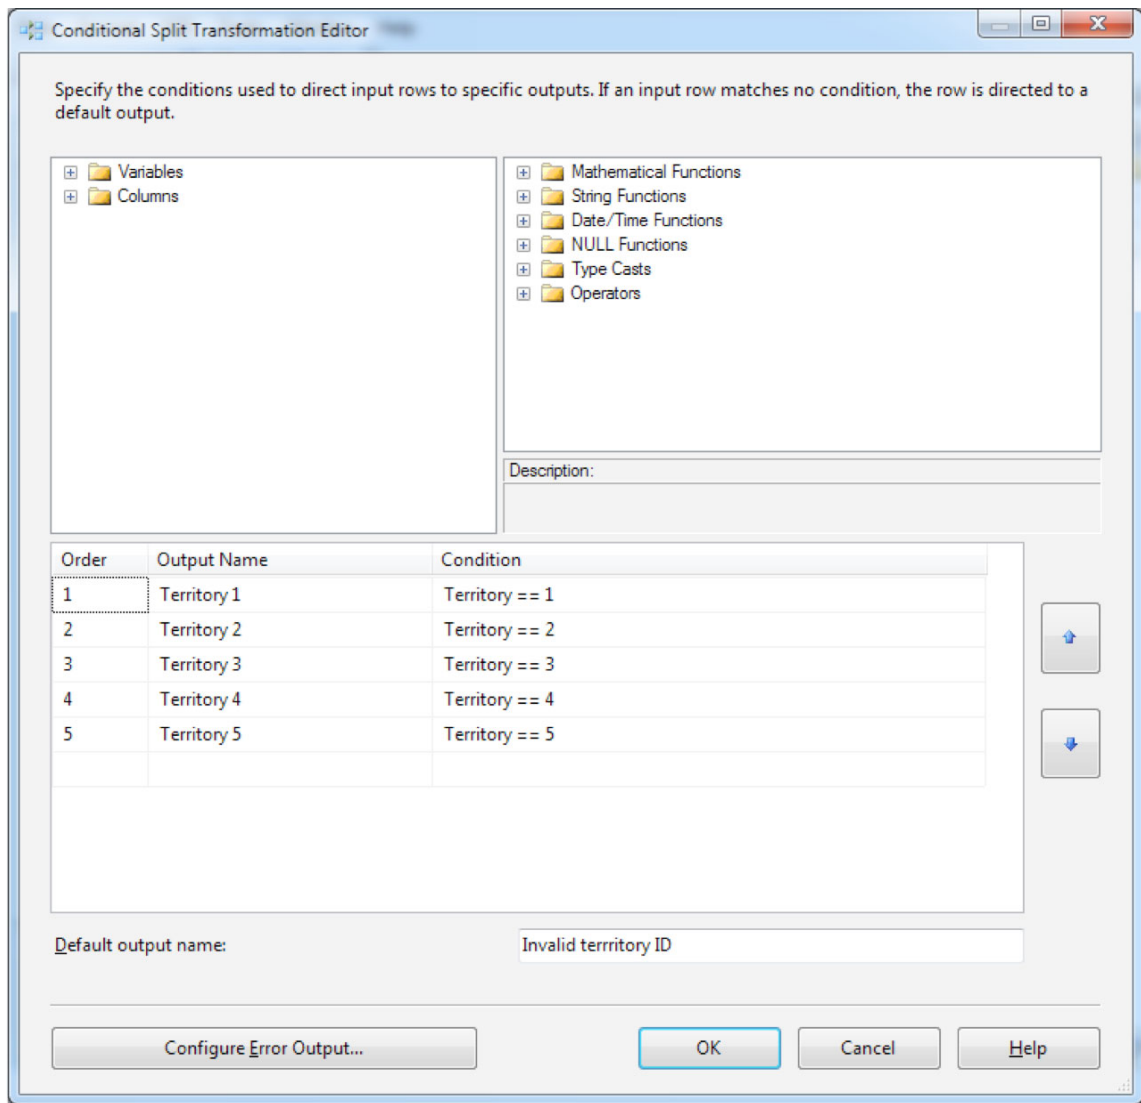 Conditional Split Transformation Editor
Specify the conditions used to direct input rows to specific outputs. If an input row matches no condition, the row is directed to a
default output.
Variables
Columns
Mathematical Functions
String Functions
Date/Time Functions
NULL Functions
Type Casts
Operators
Description:
Order Output Name Condition
1 Territory 1 Territory == 1
2 Territory 2 Territory == 2
3 Territory 3 Territory == 3
4 Territory 4 Territory == 4
5 Territory 5 Territory == 5
Default output name: Invalid terrritory ID
Configure Error Output... OK Cancel Help